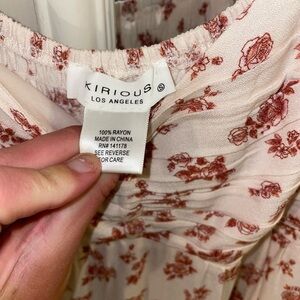 KIRIOUS
S
LOS ANGELES
100% RAYON
MADE IN CHINA
RN# 141178
SEE REVERSE
FOR CARE